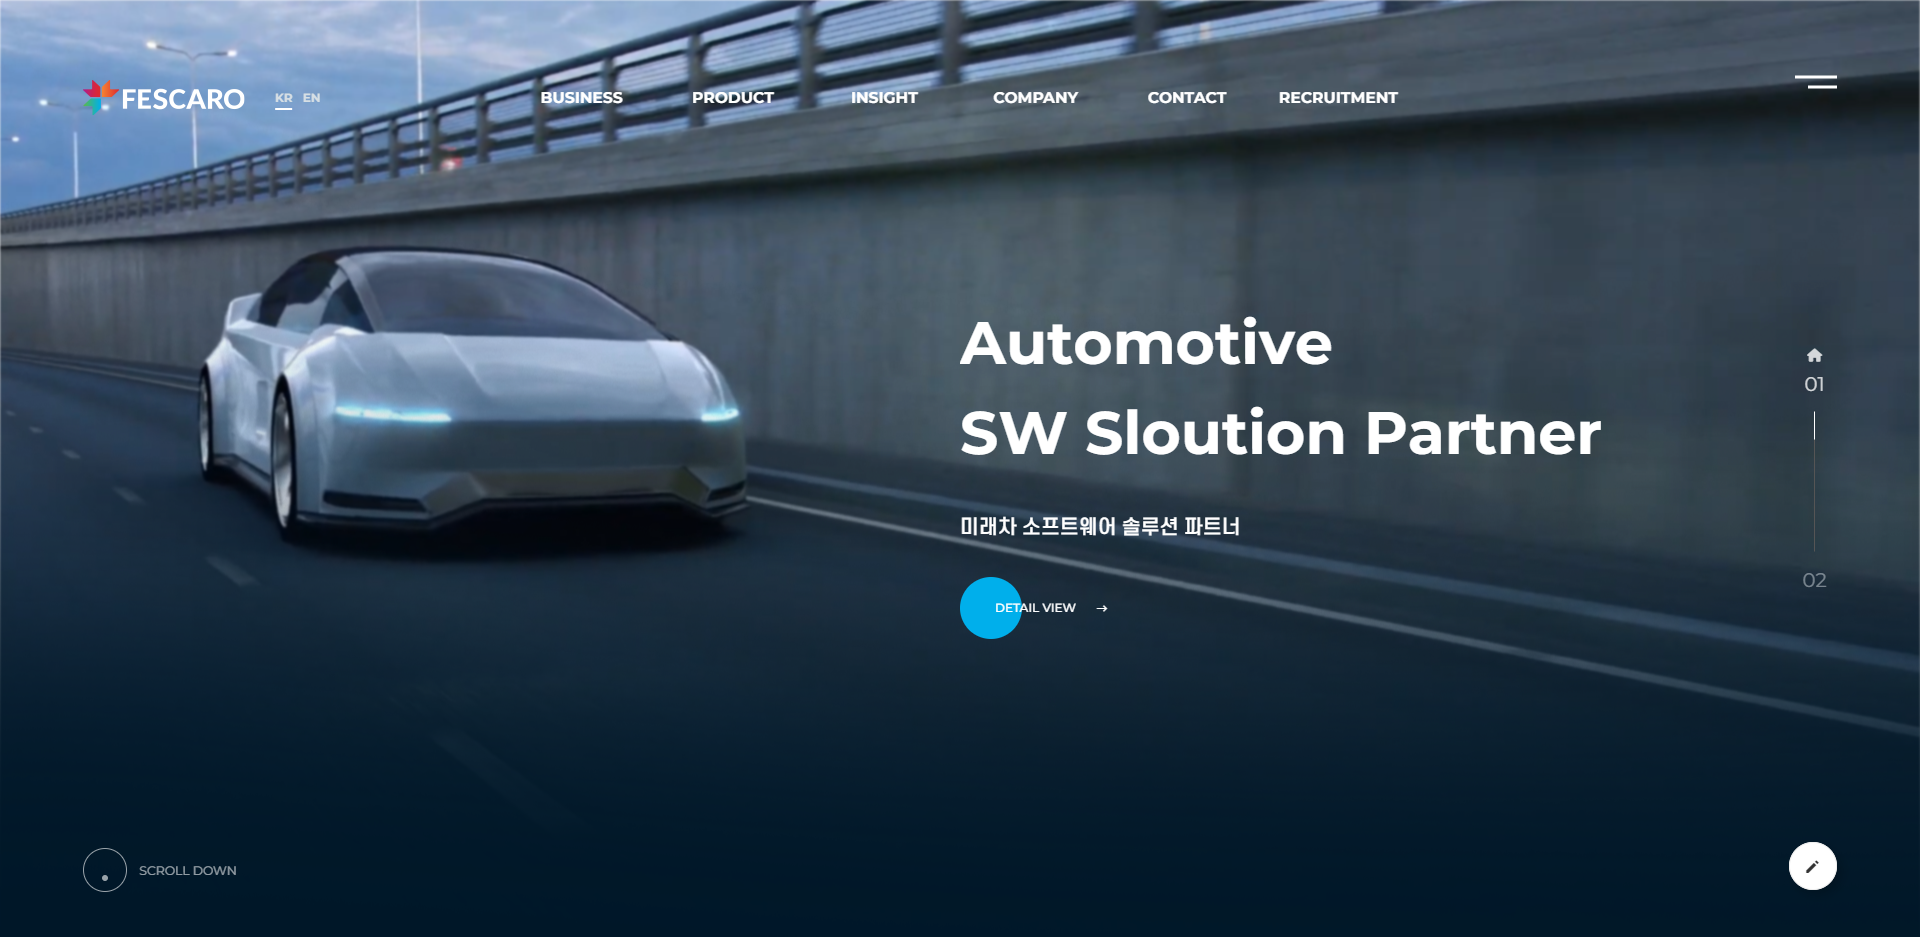 FESCARO
KR EN
BUSINESS PRODUCT INSIGHT COMPANY CONTACT RECRUITMENT
Automotive
SW Sloution Partner
미래차 소프트웨어 솔루션 파트너
DETAIL VIEW →
01
02
SCROLL DOWN